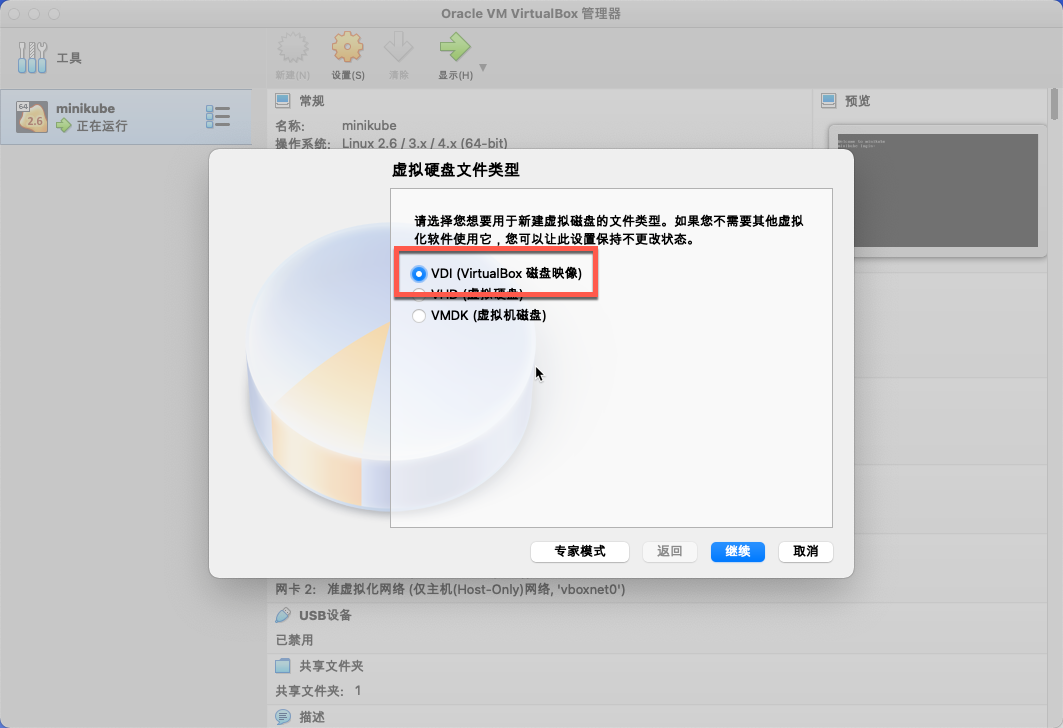 Oracle VM VirtualBox 管理器
工具
新建(N)
设置(S)
清除
显示(H)
64
2.6
minikube
正在运行
常规
名称: minikube
操作系统: Linux 2.6 / 3.x / 4.x (64-bit)
预览
虚拟硬盘文件类型
请选择您想要用于新建虚拟磁盘的文件类型。如果您不需要其他虚拟
化软件使用它，您可以让此设置保持不更改状态。
VDI (VirtualBox 磁盘映像)
VHD (虚拟硬盘)
VMDK (虚拟机磁盘)
专家模式
返回
继续
取消
网卡 2: 准虚拟化网络 (仅主机(Host-Only)网络, 'vboxnet0')
USB设备
已禁用
共享文件夹
共享文件夹: 1
描述